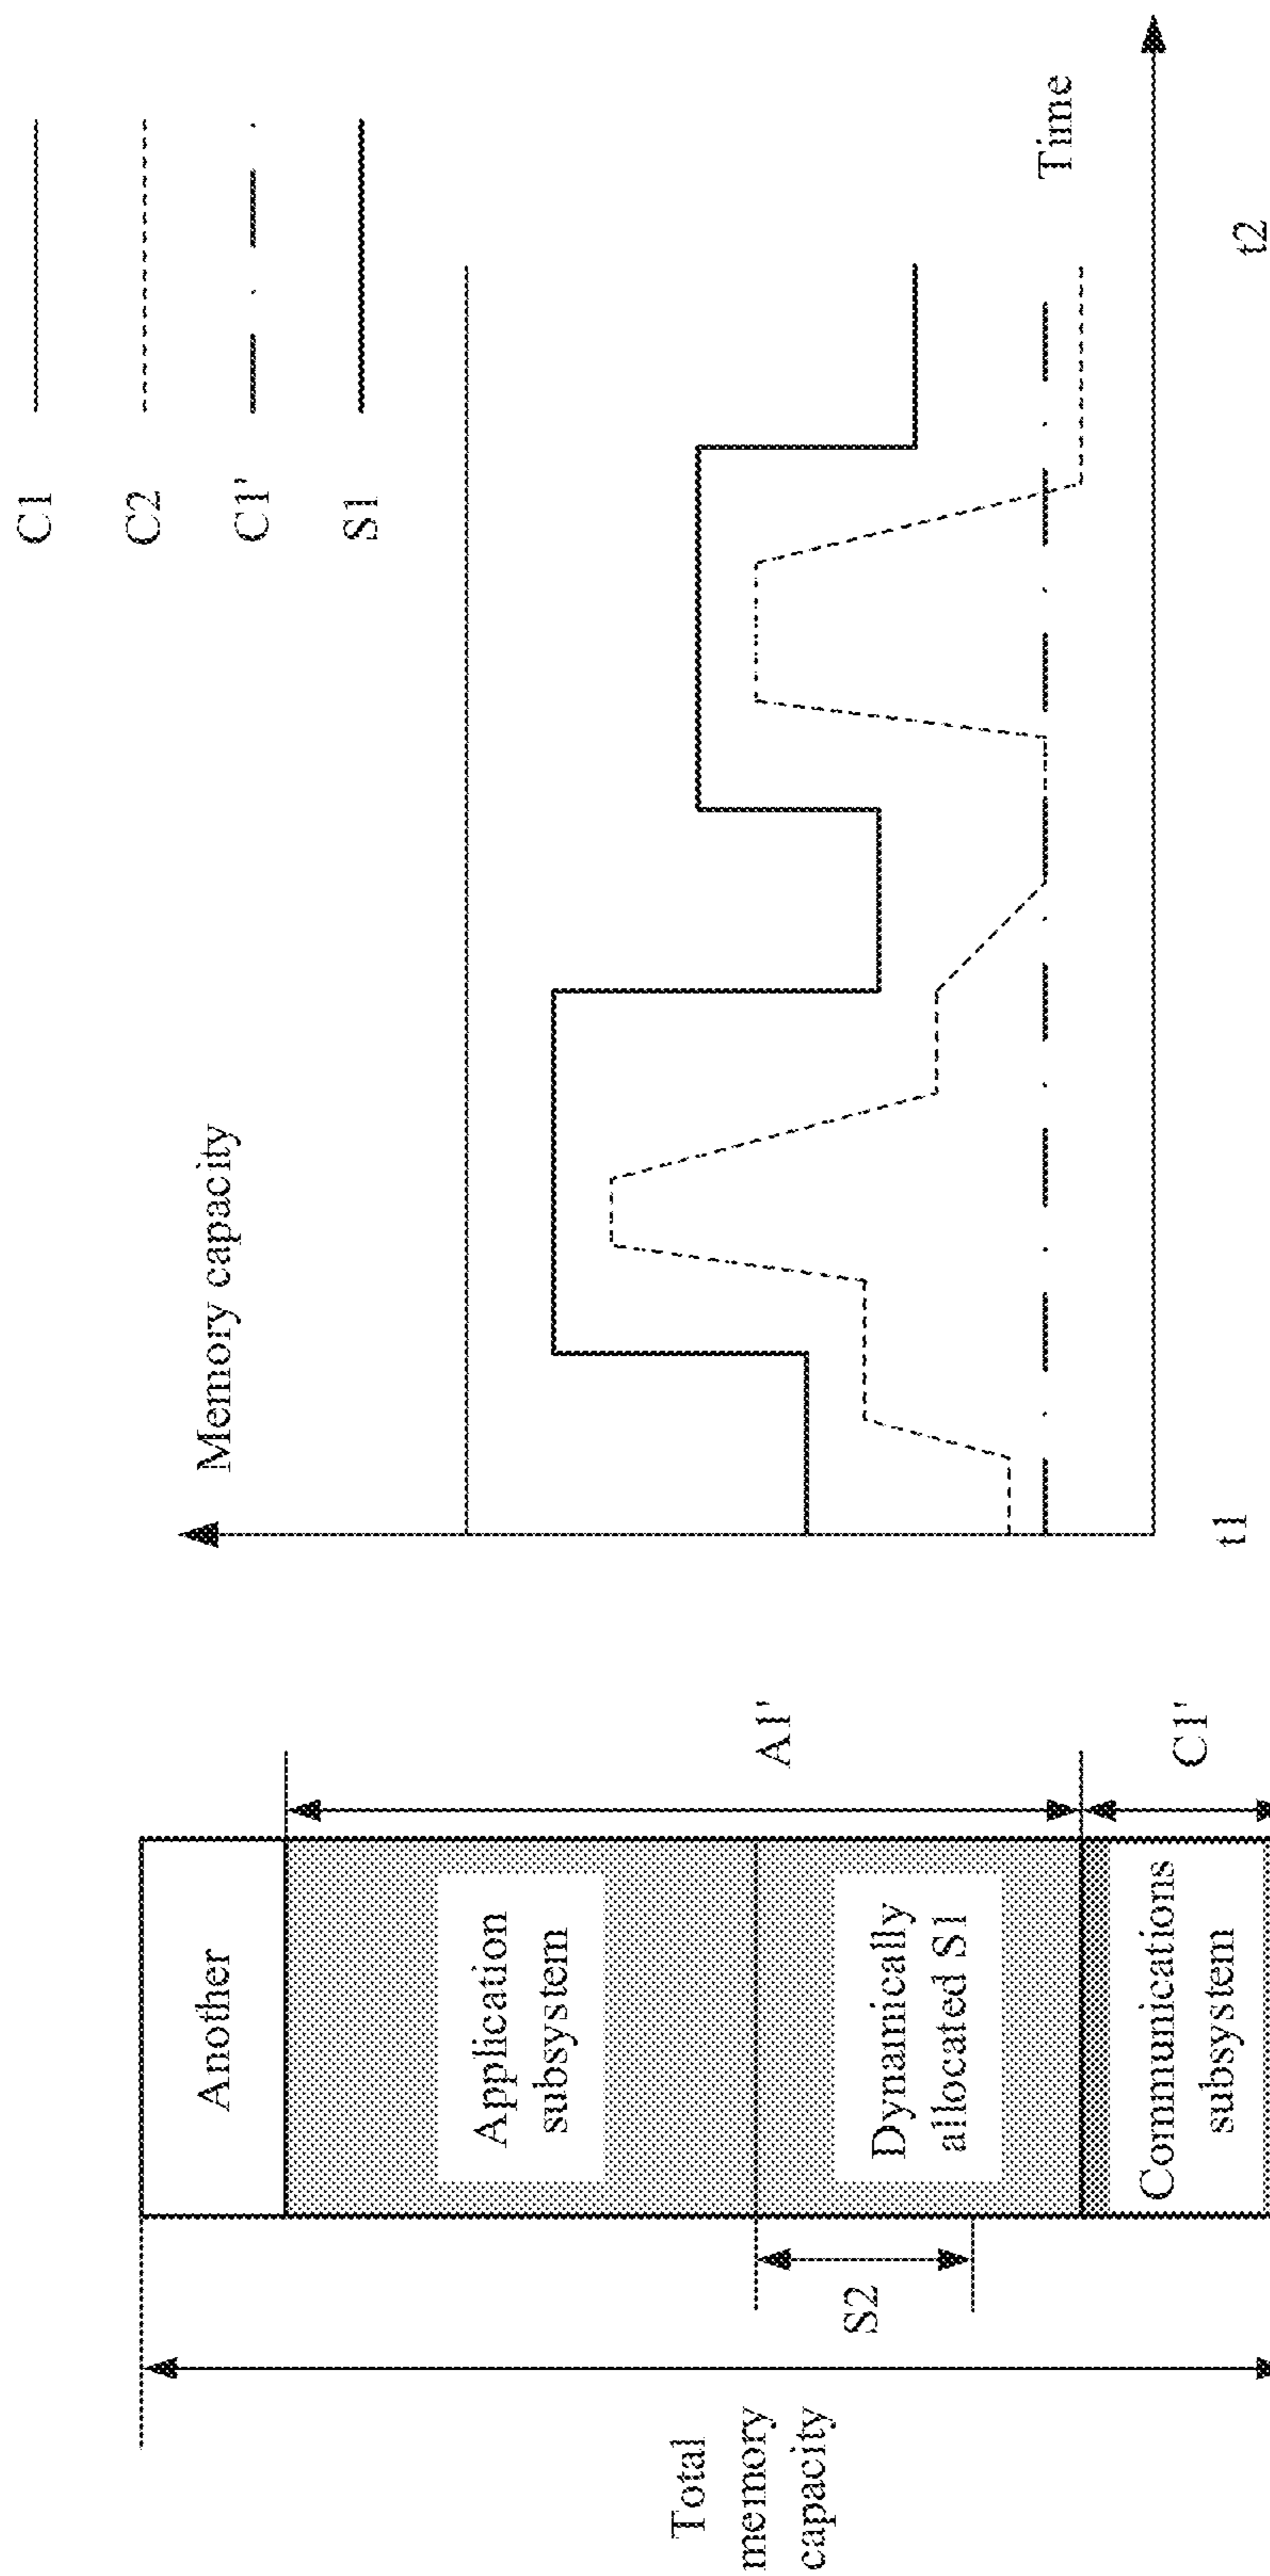 Total
memory
capacity
S2
Another
Application
subsystem
Dynamically
allocated S1
Communications
subsystem
A1'
C1'
Memory capacity
t1
t2
Time
C1
C2
C1'
S1